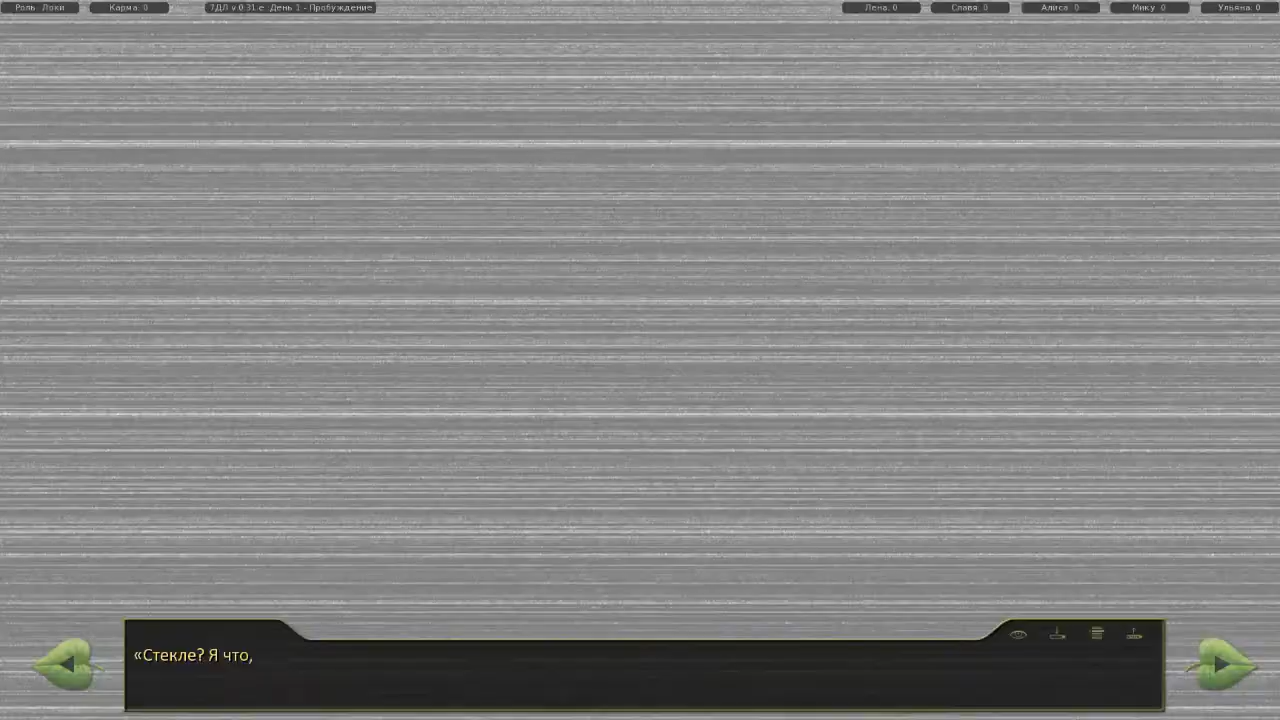 Роль: Локи
Карма: 0
7ДЛ v.0.31.e :День 1 - Пробуждение
Лена: 0
Славя: 0
Алиса: 0
Мику: 0
Ульяна: 0
«Стекле? Я что,